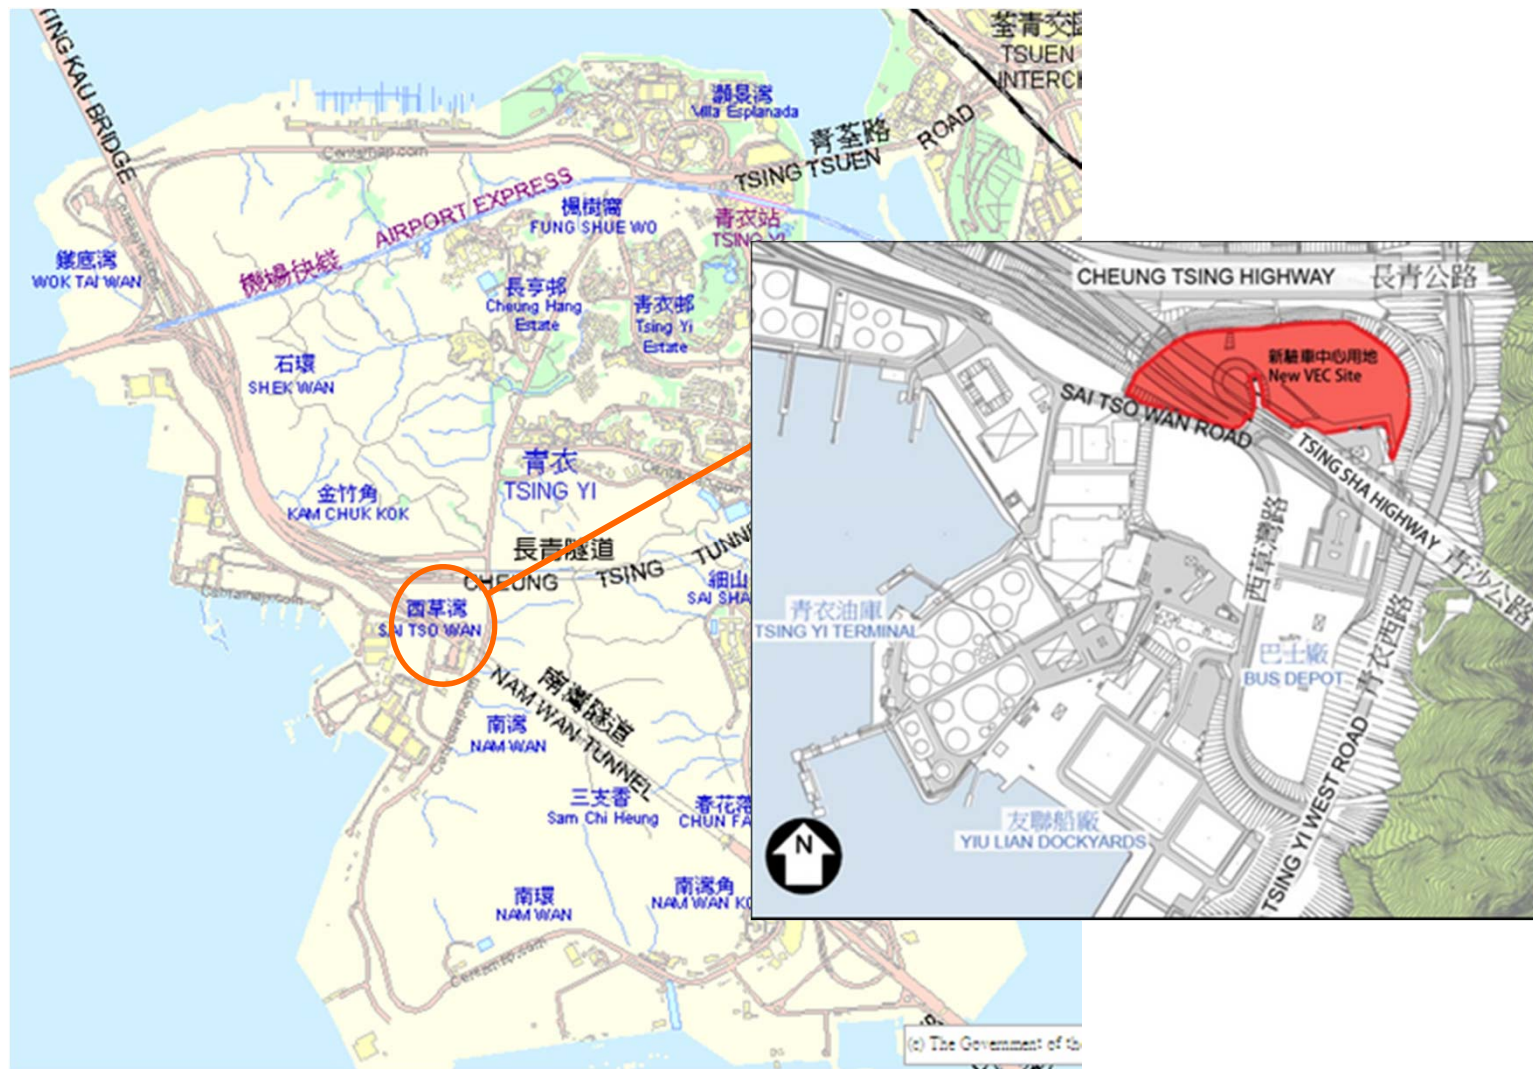 TING KAU BRIDGE
荃青交
TSUEN
INTERCH
灝景灣
Villa Esplanada
青荃路
TSING TSUEN ROAD
Centamap.com
機場快綫 AIRPORT EXPRESS
楓樹窩
FUNG SHUE WO
青衣站
TSING YI
鑊底灣
WOK TAI WAN
長亨邨
Cheung Hang
Estate
青衣邨
Tsing Yi
Estate
石環
SHEK WAN
青衣
TSING YI
金竹角
KAM CHUK KOK
長青隧道
CHEUNG TSING TUNNE
Centamap.com
西草灣
SAI TSO WAN
細山
SAI SHA
南灣隧道
NAM WAN TUNNEL
南灣
NAM WAN
三支香
Sam Chi Heung
春花落
CHUN FA
南環
NAM WAN
南灣角
NAM WAN KO
Centamap.com
(c) The Government of th
CHEUNG TSING HIGHWAY 長青公路
新驗車中心用地
New VEC Site
SAI TSO WAN ROAD
TSING SHA HIGHWAY 青沙公路
西草灣路
青衣油庫
TSING YI TERMINAL
巴士廠
BUS DEPOT
TSING YI WEST ROAD 青衣西路
友聯船廠
YIU LIAN DOCKYARDS
N